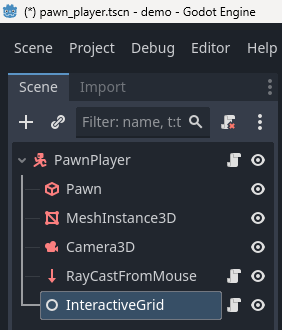 (*) pawn_player.tscn - demo - Godot Engine
Scene Project Debug Editor Help
Scene Import
Filter: name, t:t
PawnPlayer
Pawn
MeshInstance3D
Camera3D
RayCastFromMouse
InteractiveGrid